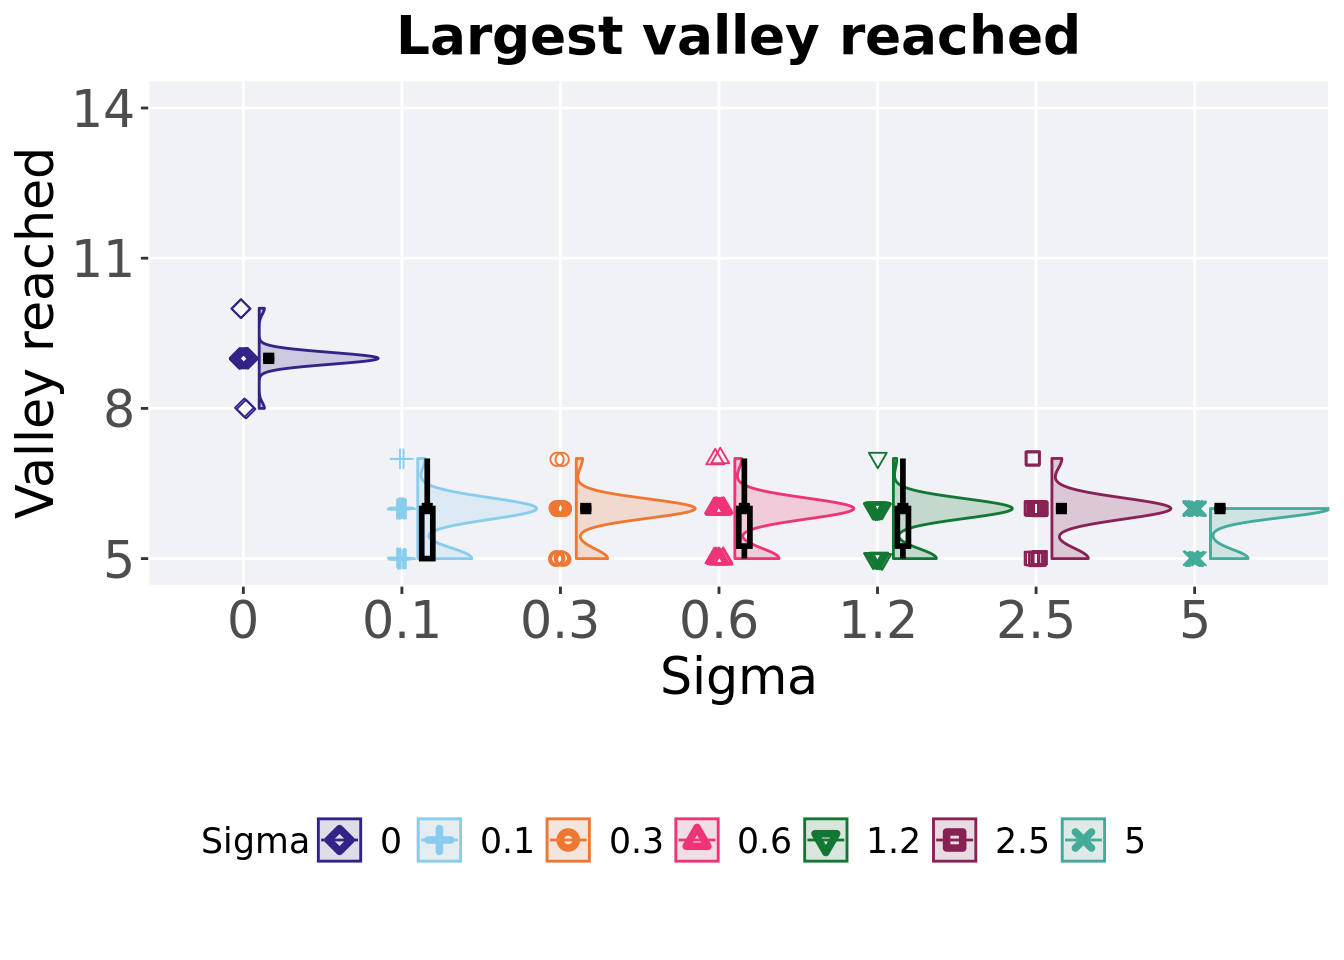 Largest valley reached
Valley reached
14
11
8
5
0 0.1 0.3 0.6 1.2 2.5 5
Sigma
Sigma 0 0.1 0.3 0.6 1.2 2.5 5